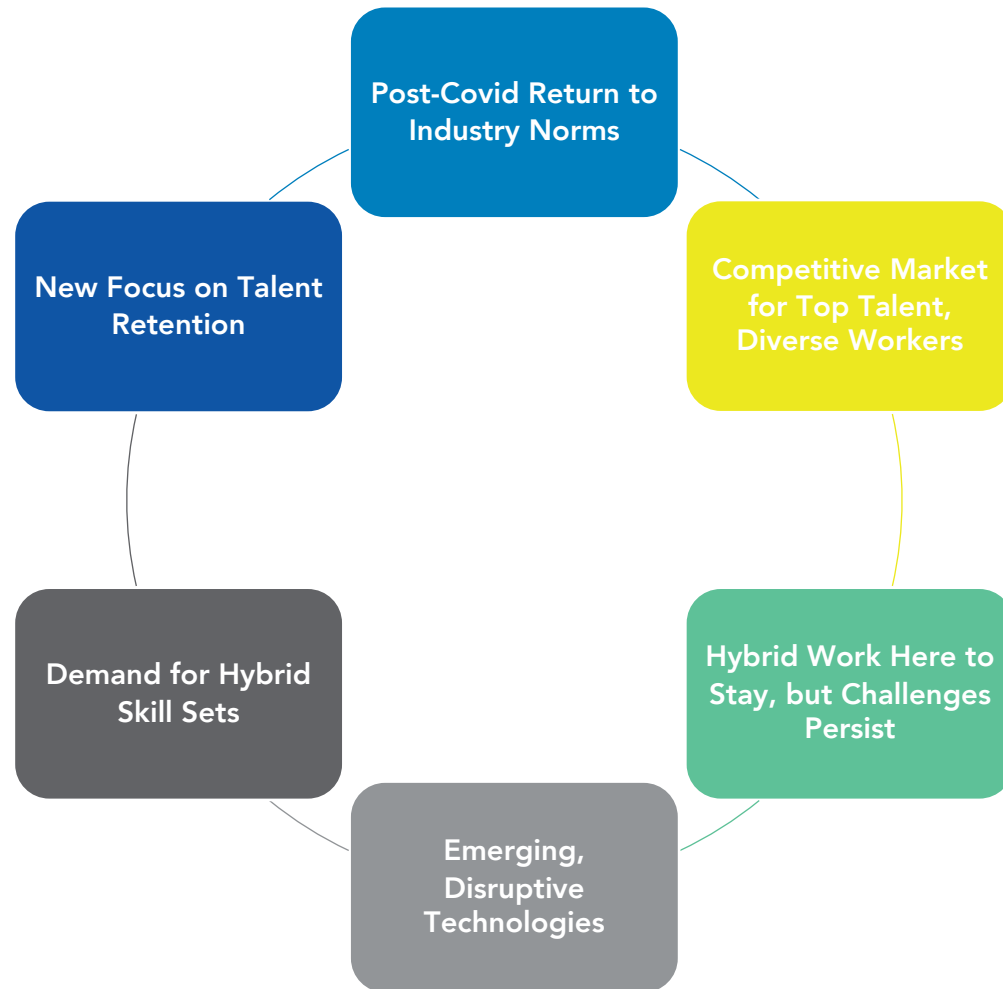 Post-Covid Return to
Industry Norms
Competitive Market
for Top Talent,
Diverse Workers
Hybrid Work Here to
Stay, but Challenges
Persist
Emerging,
Disruptive
Technologies
Demand for Hybrid
Skill Sets
New Focus on Talent
Retention